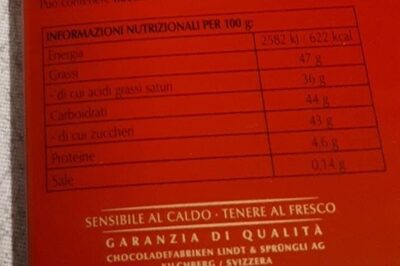 Può contenere
INFORMAZIONI NUTRIZIONALI PER 100 g:
Energia 2582 kJ / 622 kcal
Grassi 47 g
- di cui acidi grassi saturi 36 g
Carboidrati 44 g
- di cui zuccheri 43 g
Proteine 4,6 g
Sale 0,14 g
SENSIBILE AL CALDO · TENERE AL FRESCO
GARANZIA DI QUALITÀ
CHOCOLADEFABRIKEN LINDT & SPRÜNGLI AG
KILCHBERG / SVIZZERA